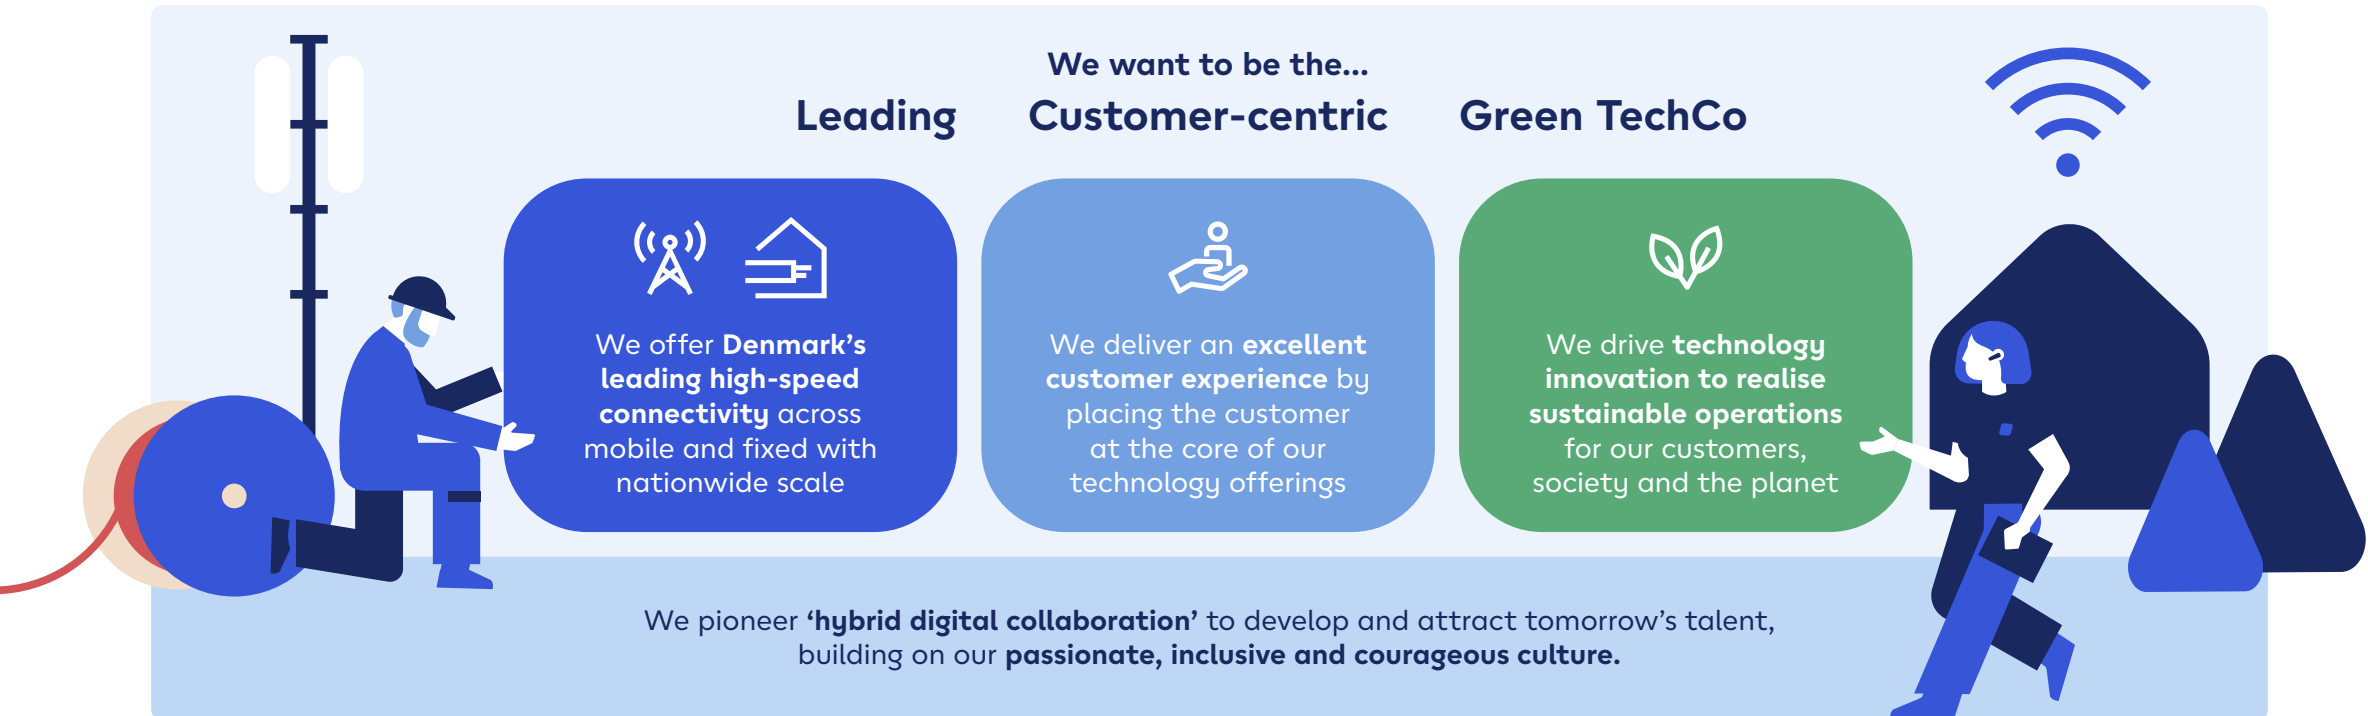 We want to be the...
Leading
Customer-centric
Green TechCo
We offer Denmark's
leading high-speed
connectivity across
mobile and fixed with
nationwide scale
We deliver an excellent
customer experience by
placing the customer
at the core of our
technology offerings
We drive technology
innovation to realise
sustainable operations
for our customers,
society and the planet
We pioneer ‘hybrid digital collaboration’ to develop and attract tomorrow's talent,
building on our passionate, inclusive and courageous culture.